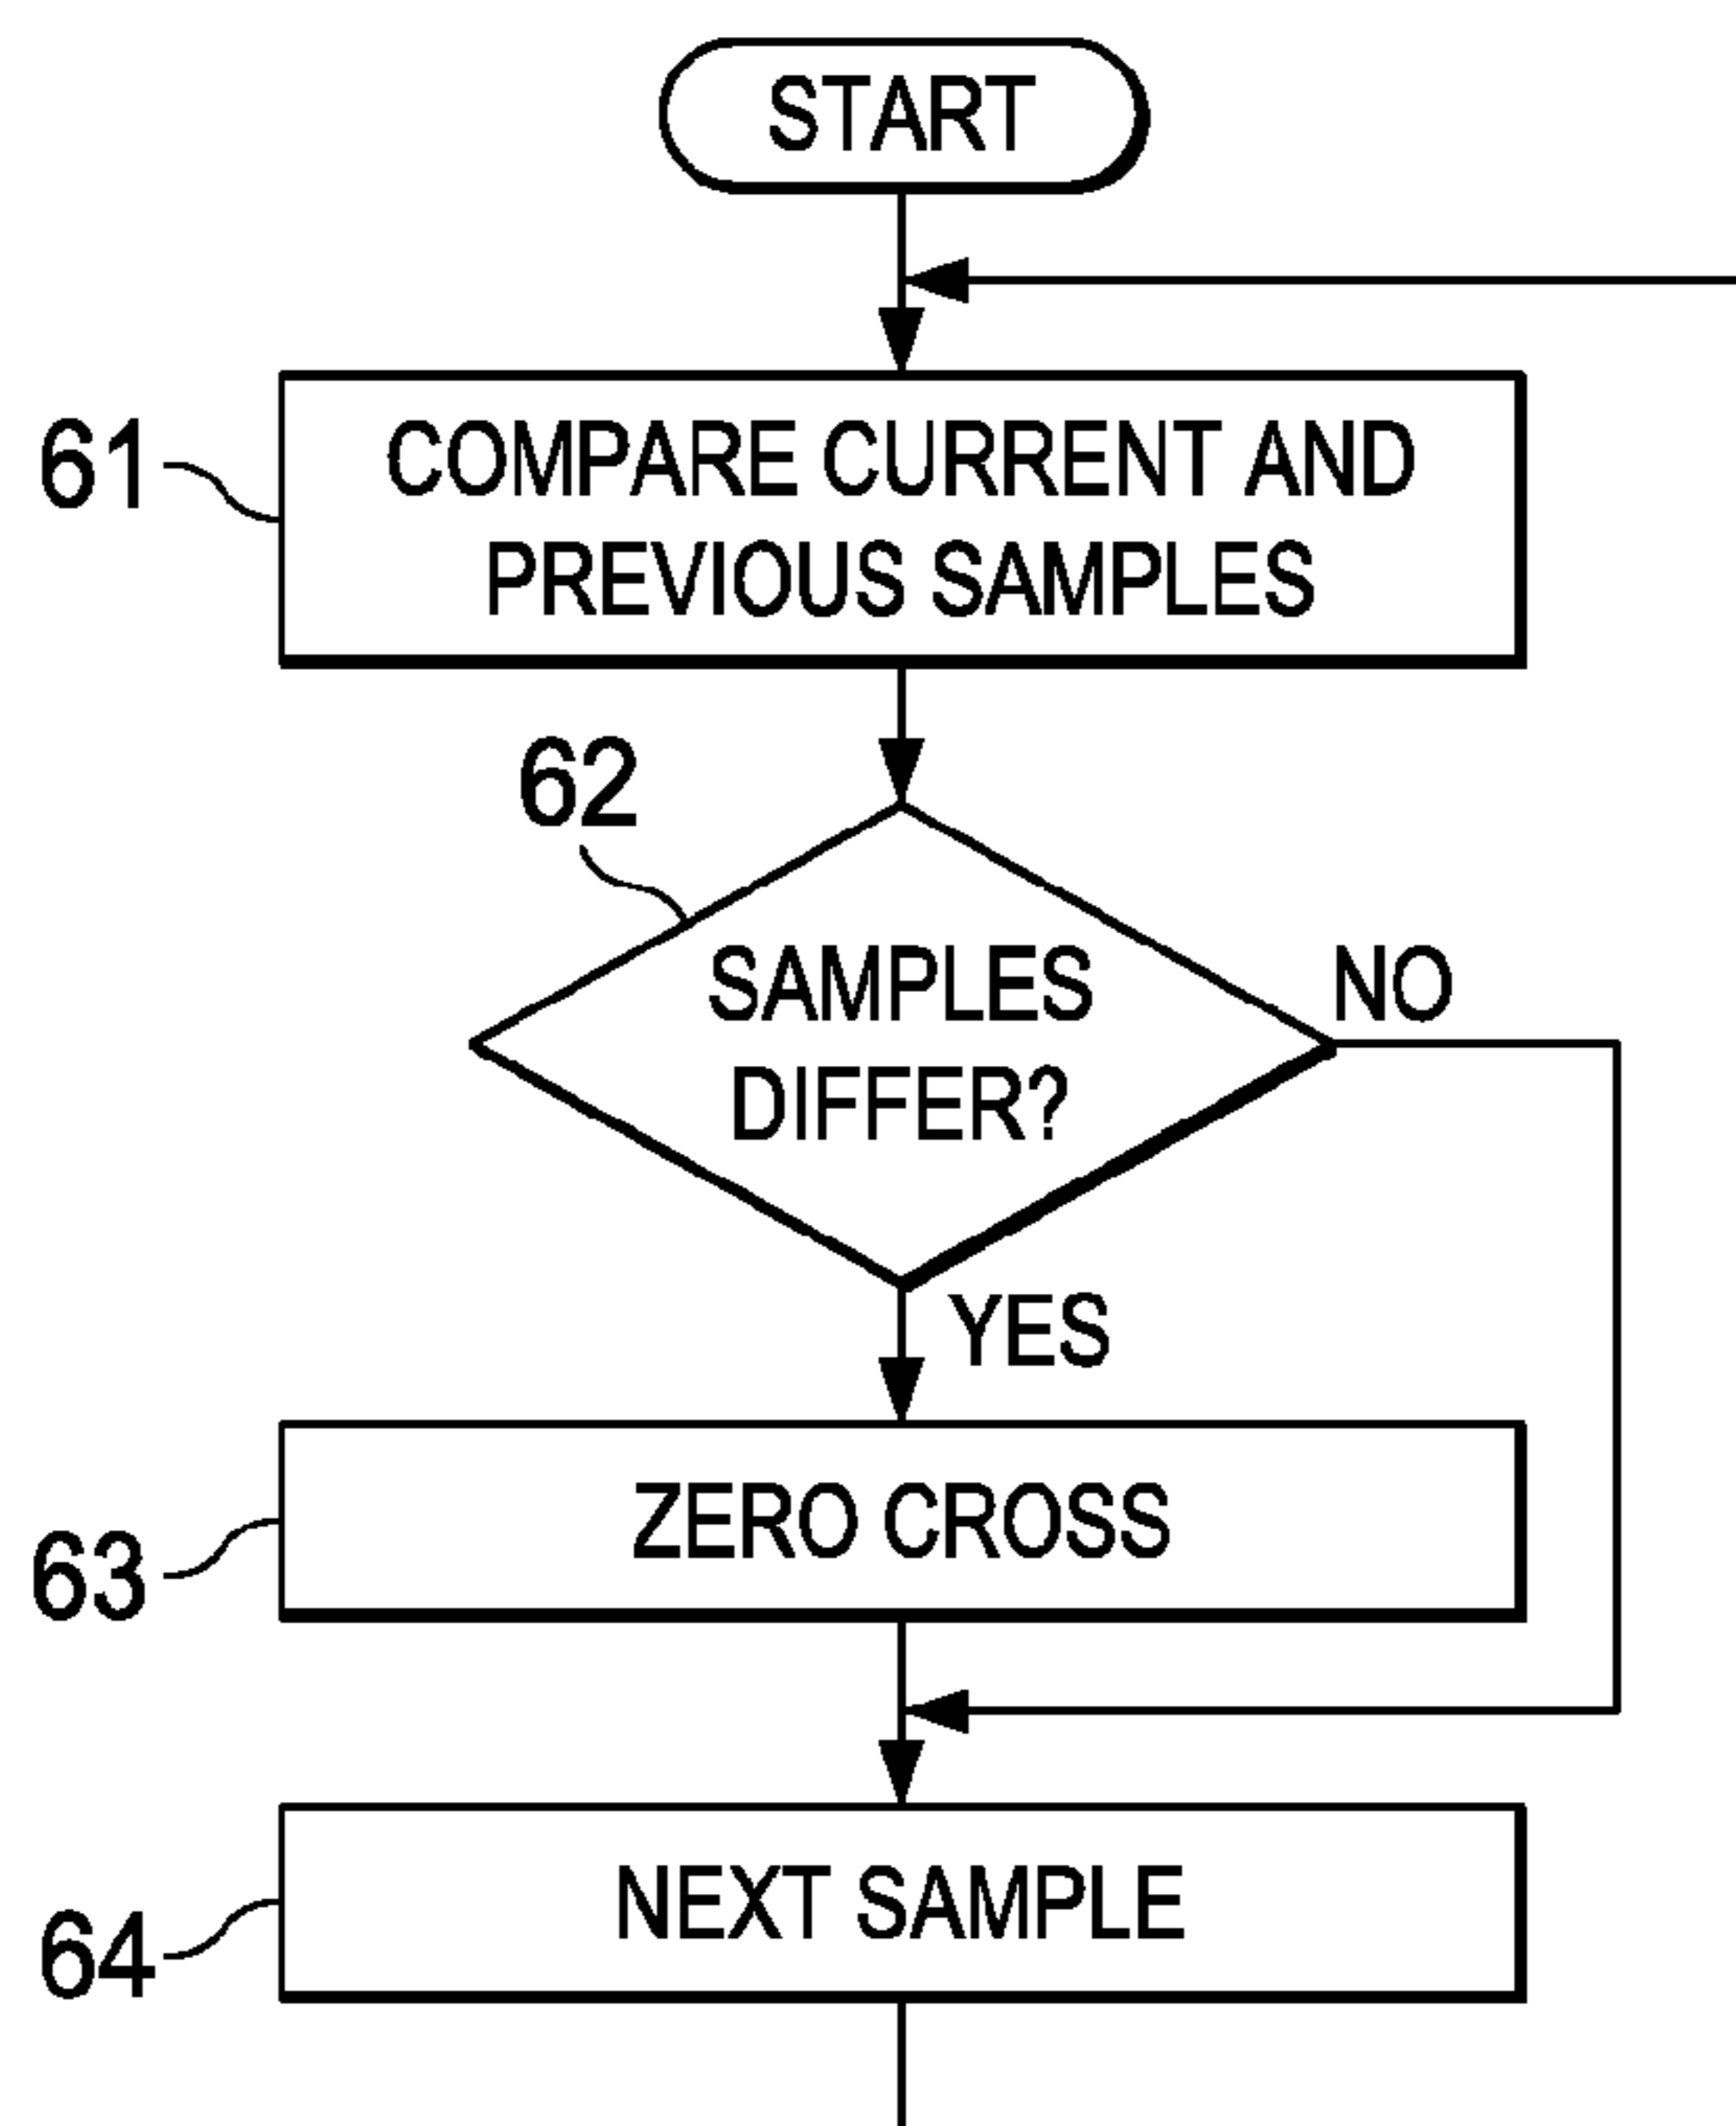 START
61
COMPARE CURRENT AND
PREVIOUS SAMPLES
62
SAMPLES
DIFFER?
NO
YES
63
ZERO CROSS
64
NEXT SAMPLE